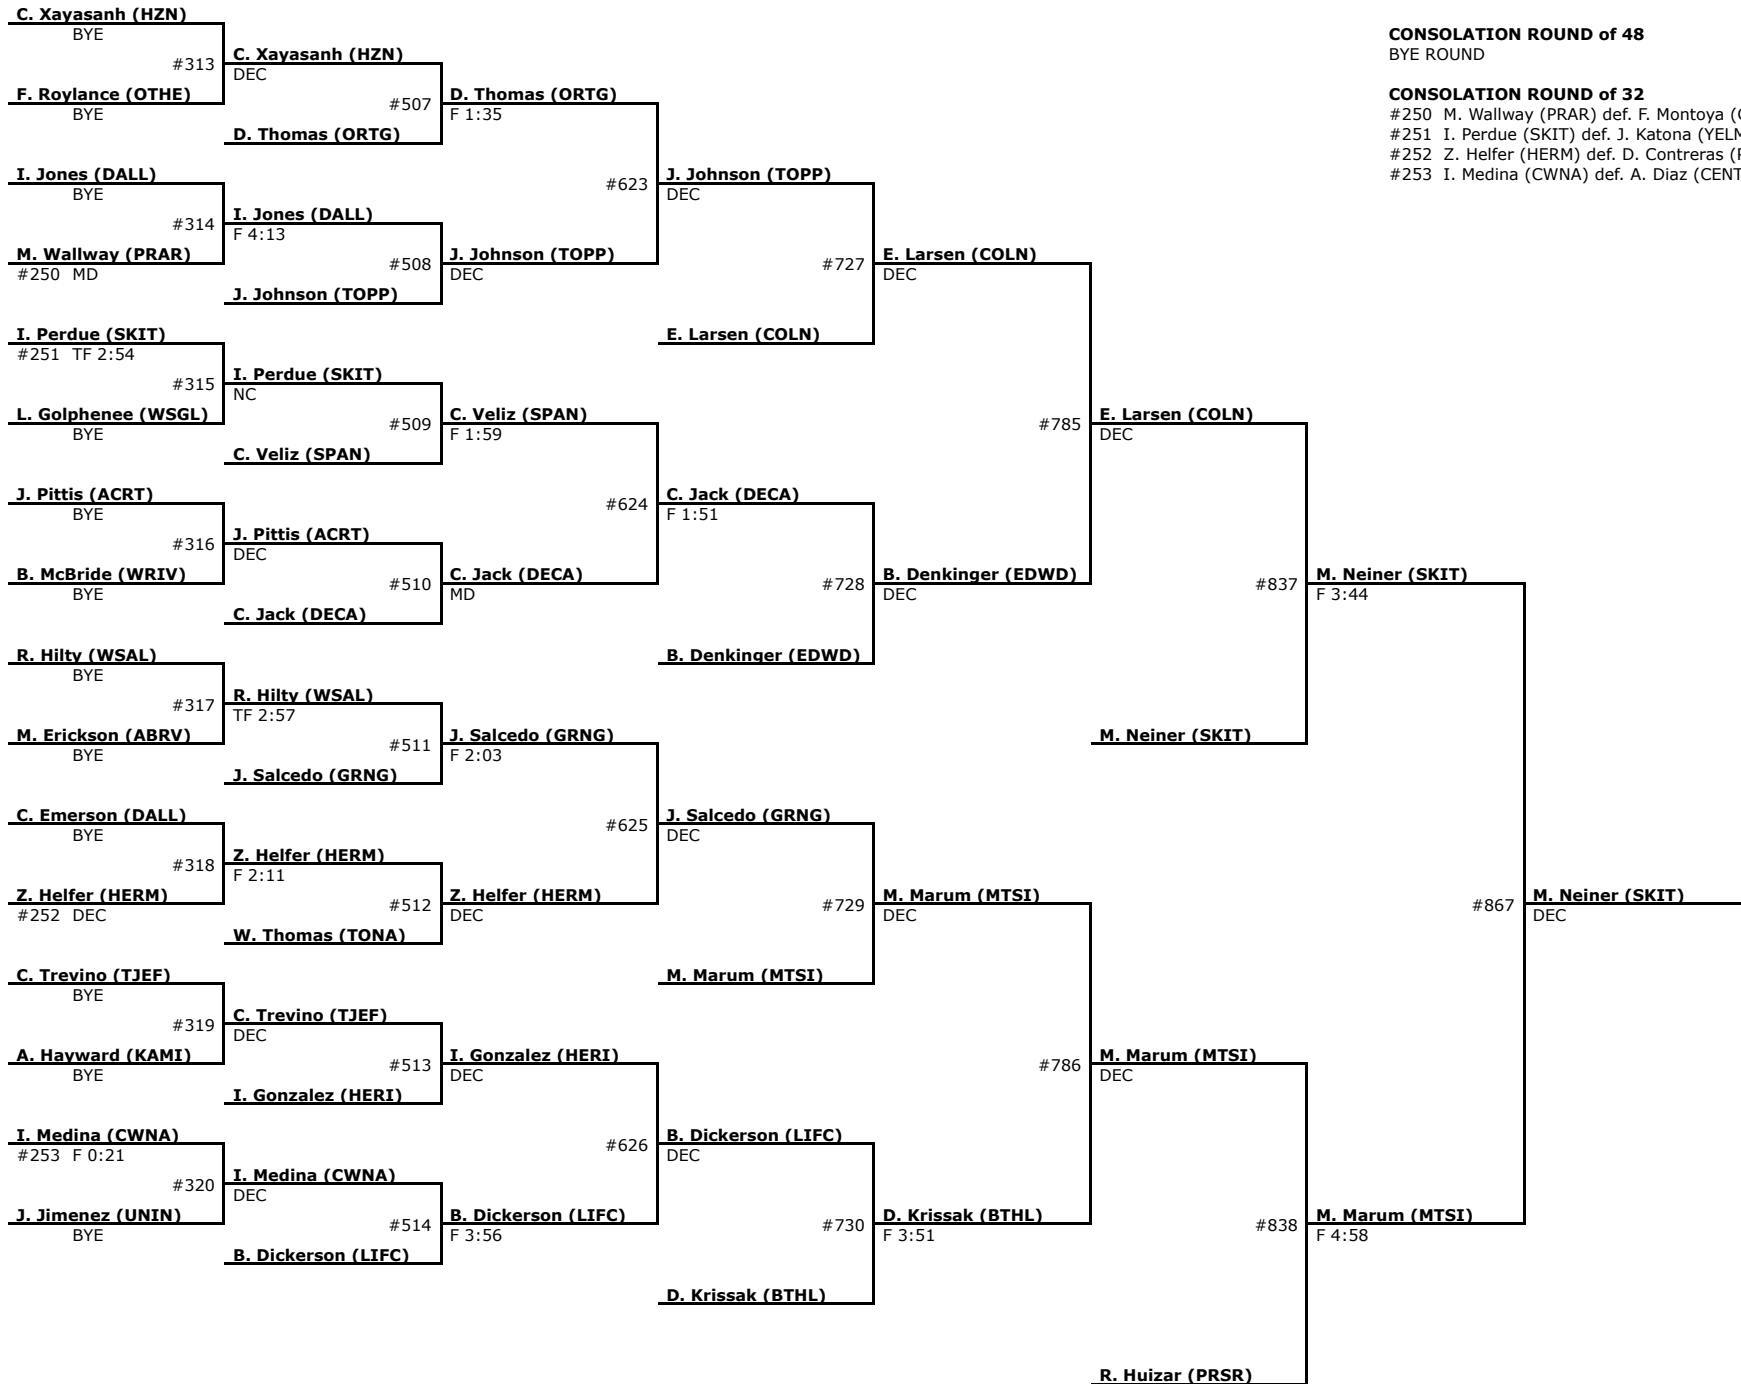 C. Xayasanh (HZN)
BYE
#313
F. Roylance (OTHE)
BYE
I. Jones (DALL)
BYE
#314
M. Wallway (PRAR)
#250 MD
I. Perdue (SKIT)
#251 TF 2:54
#315
L. Golphenee (WSGL)
BYE
J. Pittis (ACRT)
BYE
#316
B. McBride (WRIV)
BYE
R. Hilty (WSAL)
BYE
#317
M. Erickson (ABRV)
BYE
C. Emerson (DALL)
BYE
#318
Z. Helfer (HERM)
#252 DEC
C. Trevino (TJEF)
BYE
#319
A. Hayward (KAMI)
BYE
I. Medina (CWNA)
#253 F 0:21
#320
J. Jimenez (UNIN)
BYE
C. Xayasanh (HZN)
DEC
#507
D. Thomas (ORTG)
I. Jones (DALL)
F 4:13
#508
J. Johnson (TOPP)
I. Perdue (SKIT)
NC
#509
C. Veliz (SPAN)
J. Pittis (ACRT)
DEC
#510
C. Jack (DECA)
R. Hilty (WSAL)
TF 2:57
#511
J. Salcedo (GRNG)
Z. Helfer (HERM)
F 2:11
#512
W. Thomas (TONA)
C. Trevino (TJEF)
DEC
#513
I. Gonzalez (HERI)
I. Medina (CWNA)
DEC
#514
B. Dickerson (LIFC)
D. Thomas (ORTG)
F 1:35
#623
J. Johnson (TOPP)
DEC
C. Veliz (SPAN)
F 1:59
#624
C. Jack (DECA)
MD
J. Salcedo (GRNG)
F 2:03
#625
Z. Helfer (HERM)
DEC
I. Gonzalez (HERI)
DEC
#626
B. Dickerson (LIFC)
F 3:56
J. Johnson (TOPP)
DEC
#727
E. Larsen (COLN)
C. Jack (DECA)
F 1:51
#728
B. Denkinger (EDWD)
J. Salcedo (GRNG)
DEC
#729
M. Marum (MTSI)
B. Dickerson (LIFC)
DEC
#730
D. Krissak (BTHL)
E. Larsen (COLN)
DEC
#785
B. Denkinger (EDWD)
DEC
M. Marum (MTSI)
DEC
#786
D. Krissak (BTHL)
F 3:51
E. Larsen (COLN)
DEC
#837
M. Neiner (SKIT)
M. Marum (MTSI)
DEC
#838
R. Huizar (PRSR)
M. Neiner (SKIT)
F 3:44
#867
M. Marum (MTSI)
F 4:58
M. Neiner (SKIT)
DEC
CONSOLATION ROUND of 48
BYE ROUND
CONSOLATION ROUND of 32
#250 M. Wallway (PRAR) def. F. Montoya
#251 I. Perdue (SKIT) def. J. Katona (YELM
#252 Z. Helfer (HERM) def. D. Contreras
#253 I. Medina (CWNA) def. A. Diaz (CENT